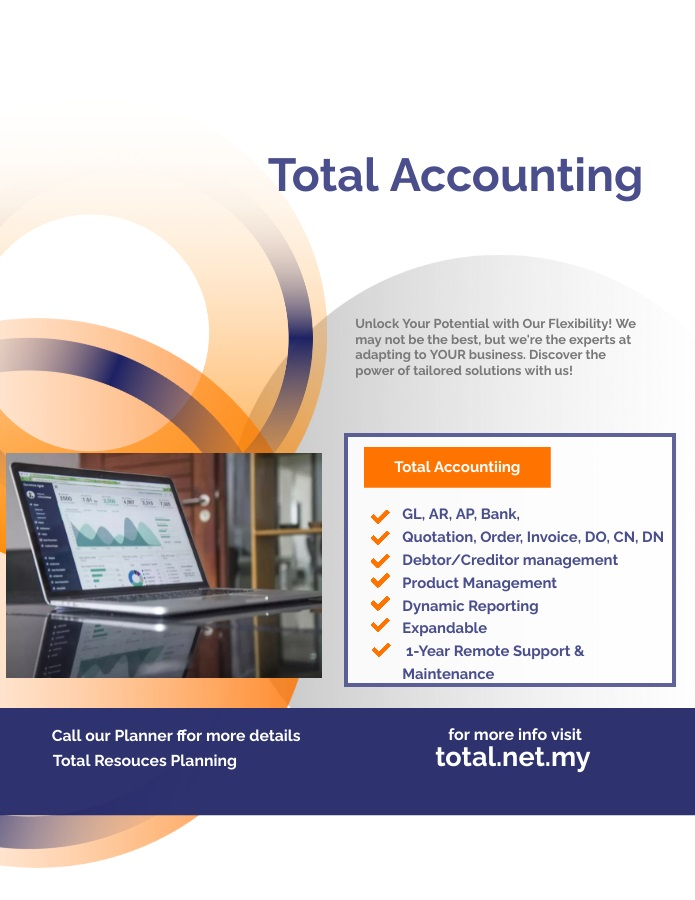 Total Accounting
Unlock Your Potential with Our Flexibility! We
may not be the best, but we're the experts at
adapting to YOUR business. Discover the
power of tailored solutions with us!
Total Accountiing
GL, AR, AP, Bank,
Quotation, Order, Invoice, DO, CN, DN
Debtor/Creditor management
Product Management
Dynamic Reporting
Expandable
1-Year Remote Support &
Maintenance
Call our Planner ffor more details
Total Resouces Planning
for more info visit
total.net.my